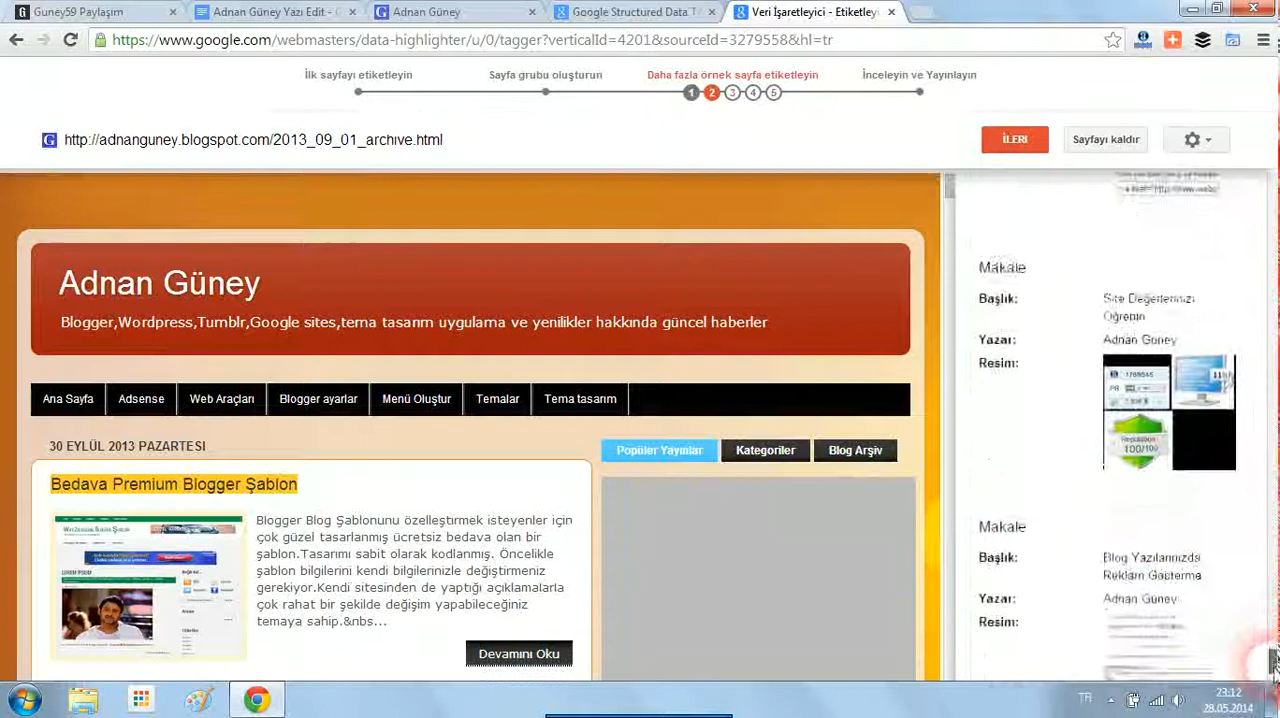 Guney59 Paylaşım
Adnan Güney Yazı Edit - C
Adnan Güney
Google Structured Data T
Veri İşaretleyici - Etiketleyi
https://www.google.com/webmasters/data-highlighter/u/0/tagger?verticalId=4201&sourceId=3279558&hl=tr
İlk sayfayı etiketleyin
Sayfa grubu oluşturun
Daha fazla örnek sayfa etiketleyin
İnceleyin ve Yayınlayın
1 2 3 4 5
http://adnanguney.blogspot.com/2013_09_01_archive.html
İLERI
Sayfayı kaldır
Adnan Güney
Blogger,Wordpress,Tumblr,Google sites,tema tasarım uygulama ve yenilikler hakkında güncel haberler
Ana Sayfa
Adsense
Web Araçları
Blogger ayarlar
Menü Oluştur
Temalar
Tema tasarım
30 EYLÜL 2013 PAZARTESI
Bedava Premium Blogger Şablon
Blogger Blog Şablonunu özelleştirmek isteyenler için
çok güzel tasarlanmış ücretsiz bedava olan bir
şablon.Tasarımı sabit olarak kodlanmış. Öncelikle
şablon bilgilerini kendi bilgilerinizle değiştirmeniz
gerekiyor.Kendi sitesinden de yaptığı açıklamalarla
çok rahat bir şekilde değişim yapabileceğiniz
temaya sahip.&nbs...
Devamını Oku
Popüler Yayınlar
Kategoriler
Blog Arşiv
Makale
Başlık: Site Değerlerinizi
Öğrenin
Yazar: Adnan Güney
Resim:
Reputation
100/100
Makale
Başlık: Blog Yazılarınızda
Reklam Gösterme
Yazar: Adnan Güney
Resim:
TR
23:12
28.05.2014